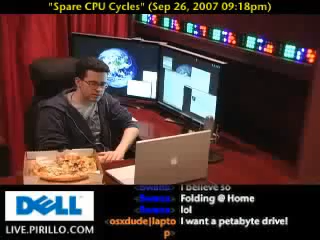 "Spare CPU Cycles" (Sep 26, 2007 09:18pm)
I believe so
Folding @ Home
lol
<osxdude|lapto I want a petabyte drive!
p>
DELL
LIVE.PIRILLO.COM